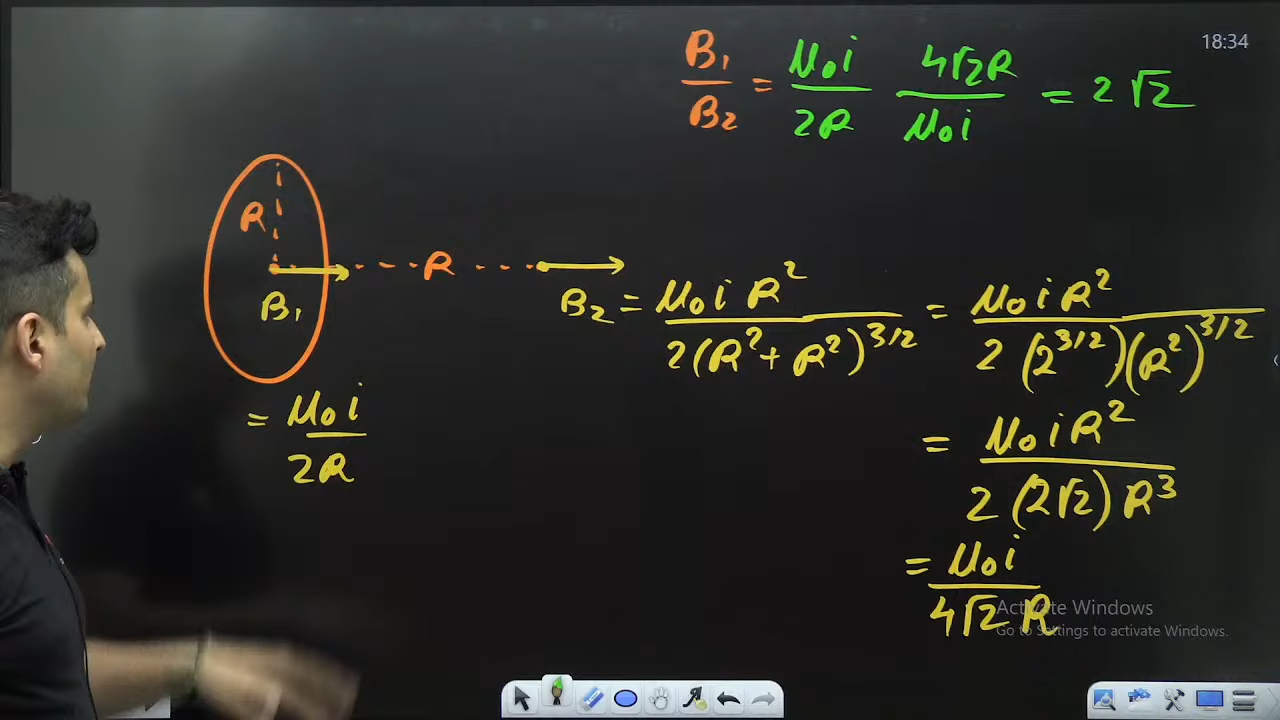 18:34
B₁/B₂ = μ₀i/2R 4√2R/μ₀i = 2√2
R
R
B₁
= μ₀i/2R
B₂ = μ₀iR²/2(R²+R²)^3/2 = μ₀iR²/2(2^3/2)(R²)^3/2
= μ₀iR²/2(2√2)R³
= μ₀i/4√2R
Activate Windows
Go to Settings to activate Windows.